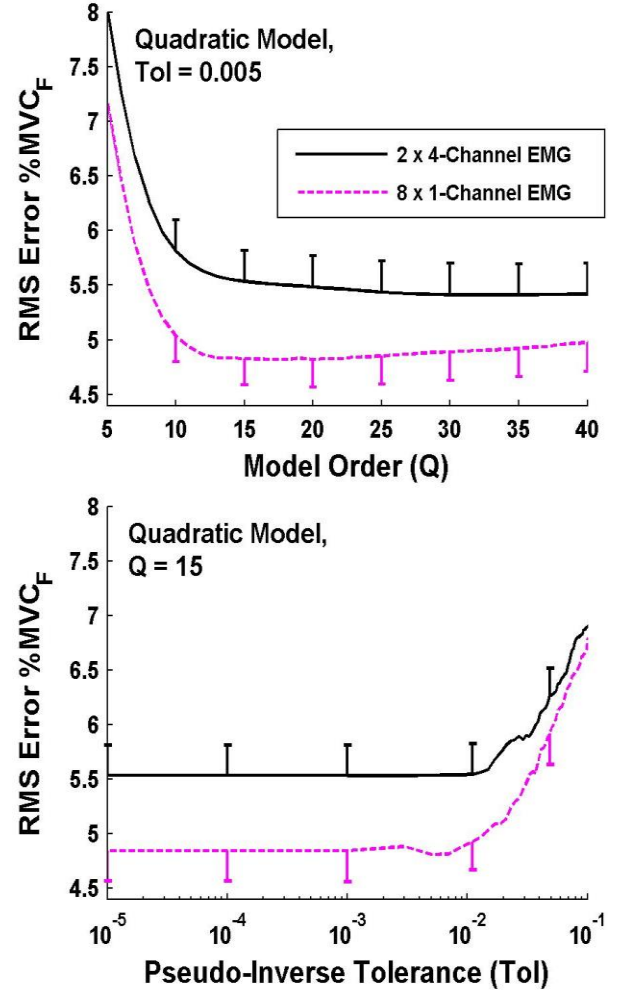 Quadratic Model,
Tol = 0.005
2 x 4-Channel EMG
8 x 1-Channel EMG
RMS Error %MVC_F
8
7.5
7
6.5
6
5.5
5
4.5
5 10 15 20 25 30 35 40
Model Order (Q)
Quadratic Model,
Q = 15
RMS Error %MVC_F
8
7.5
7
6.5
6
5.5
5
4.5
10^-5 10^-4 10^-3 10^-2 10^-1
Pseudo-Inverse Tolerance (Tol)